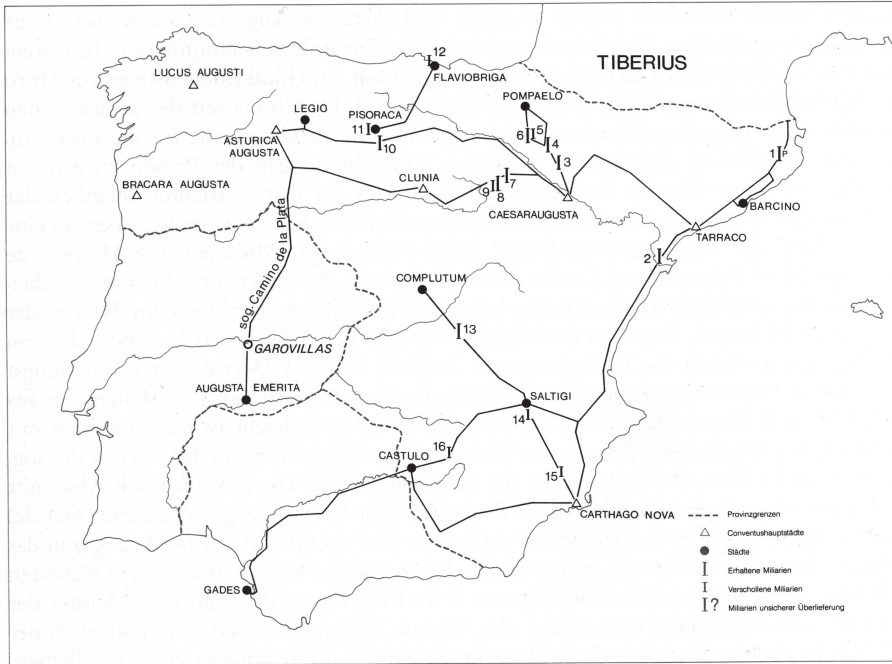 TIBERIUS
12
FLAVIOBRIGA
LUCUS AUGUSTI
LEGIO
PISORACA
POMPAELO
11
10
ASTURICA
AUGUSTA
6
5
4
3
1
P
BRACARA AUGUSTA
CLUNIA
9
8
7
CAESARAUGUSTA
BARCINO
TARRACO
2
sog. Camino de la Plata
COMPLUTUM
13
GAROVILLAS
AUGUSTA
EMERITA
SALTIGI
14
16
CASTULO
15
CARTHAGO NOVA
GADES
Provinzgrenzen
Conventushauptstädte
Städte
Erhaltene Miliarien
Verschollene Miliarien
? Miliarien unsicherer Überlieferung